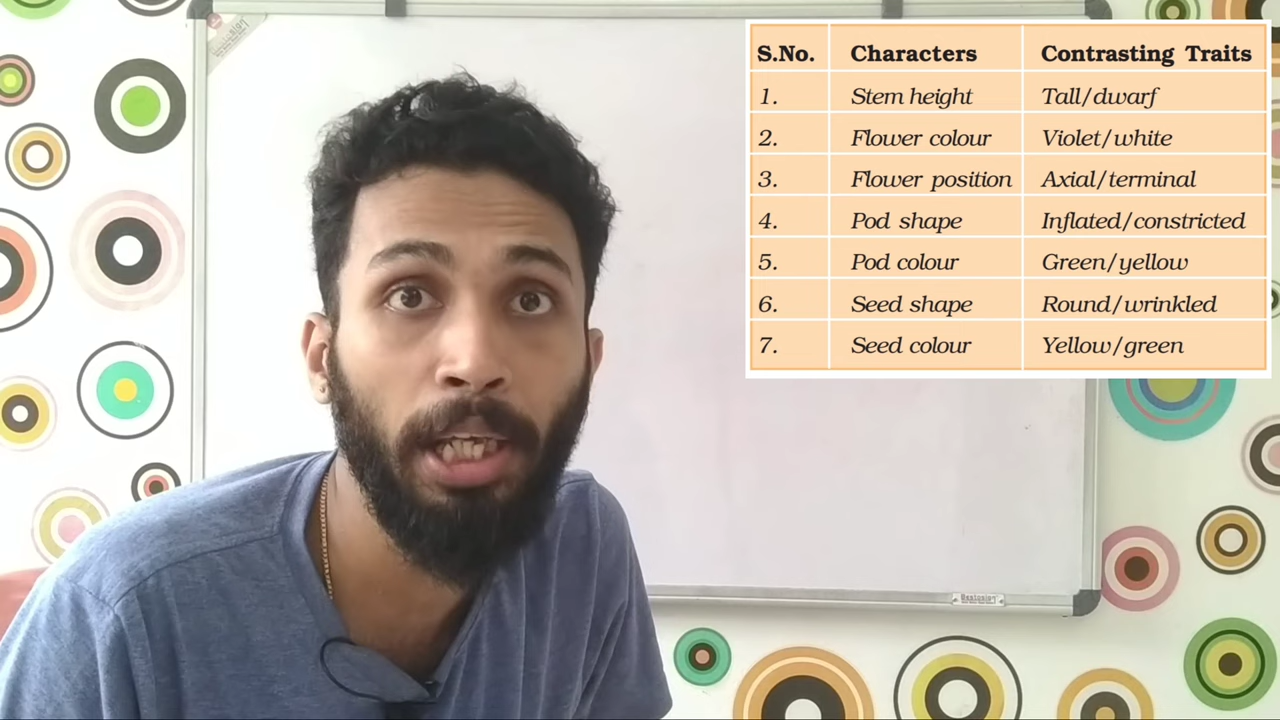 S.No. Characters Contrasting Traits
1. Stem height Tall/dwarf
2. Flower colour Violet/white
3. Flower position Axial/terminal
4. Pod shape Inflated/constricted
5. Pod colour Green/yellow
6. Seed shape Round/wrinkled
7. Seed colour Yellow/green